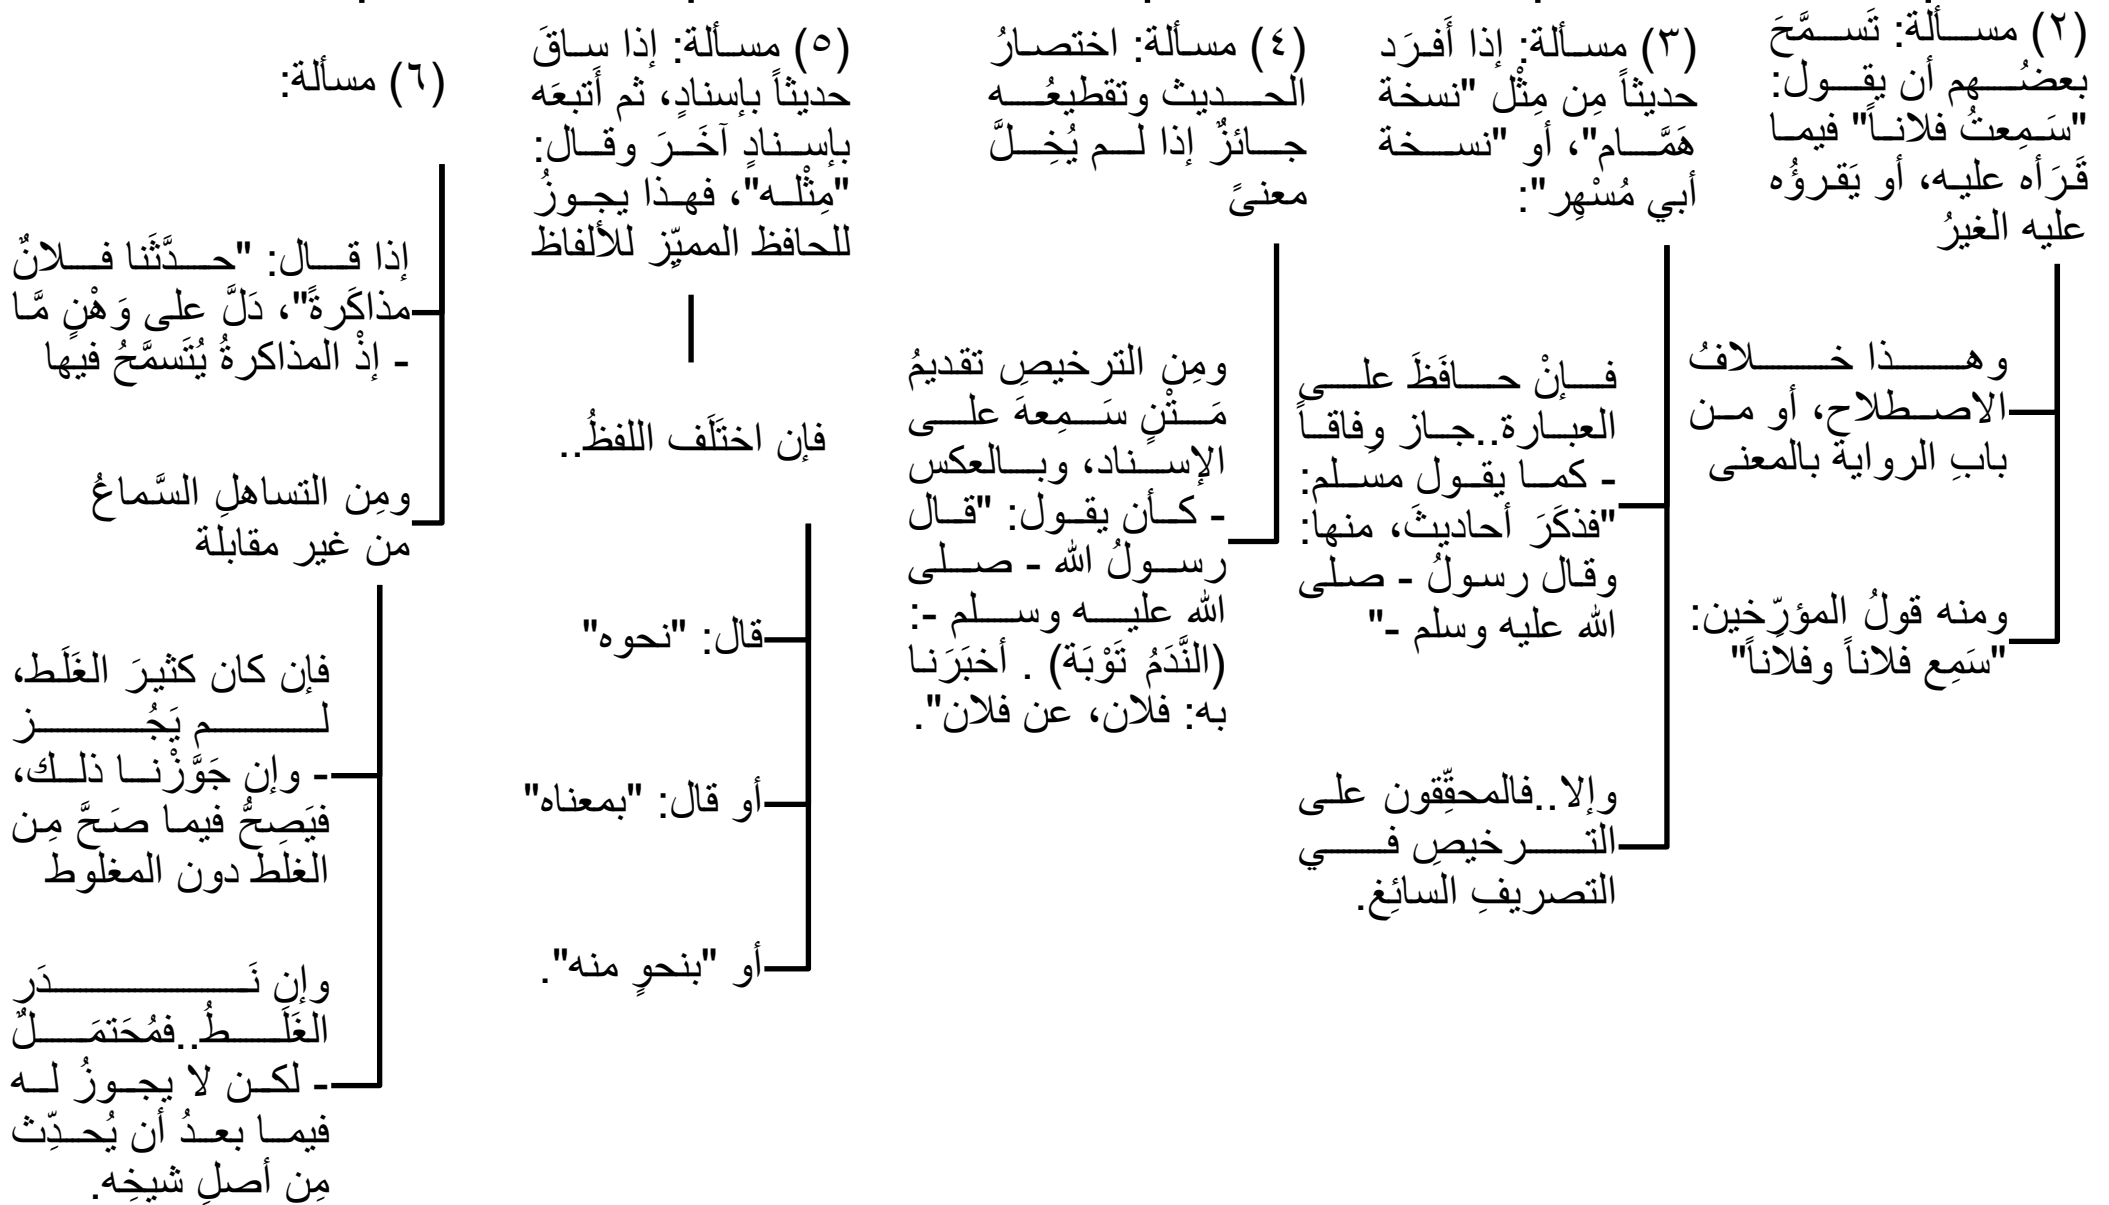 (٢) مسألة: تَسمَّحَ
بعضُهم أن يقول:
"سَمِعتُ فلاناً" فيما
قَرَأه عليه، أو يَقرؤُه
عليه الغيرُ
وهذا خلافُ
الاصطلاح، أو من
بابِ الرواية بالمعنى
ومنه قولُ المؤرّخين:
"سَمِع فلاناً وفلاناً"
(٣) مسألة: إذا أَفرَد
حديثاً مِن مِثْل "نسخة
هَمَّام"، أو "نسخة
أبي مُسْهِر":
فإنْ حافَظَ على
العبارة..جاز وِفاقاً
- كما يقول مسلم:
"فذكَرَ أحاديثَ، منها:
وقال رسولُ - صلى
الله عليه وسلم -"
وإلا..فالمحقِّقون على
الترخيصِ في
التصريفِ السائِغ.
(٤) مسألة: اختصارُ
الحديث وتقطيعُه
جائزٌ إذا لم يُخِلَّ
معنىً
ومِن الترخيصِ تقديمُ
مَتْنٍ سَمِعهَ على
الإسناد، وبالعكس
- كأن يقول: "قال
رسولُ الله - صلى
الله عليه وسلم -:
(النَّدَمُ تَوْبَة) . أخبَرَنا
به: فلان، عن فلان".
(٥) مسألة: إذا ساقَ
حديثاً بإسنادٍ، ثم أَتبعَه
بإسنادٍ آخَرَ وقال:
"مِثْله"، فهذا يجوزُ
للحافظ المميِّز للألفاظ
فإن اختَلَف اللفظُ..
قال: "نحوه"
أو قال: "بمعناه"
أو "بنحوٍ منه".
(٦) مسألة:
إذا قال: "حدَّثَنا فلانٌ
مذاكَرةً"، دَلَّ على وَهْنٍ مَّا
- إذْ المذاكرةُ يُتَسمَّحُ فيها
ومِن التساهلِ السَّماعُ
من غير مقابلة
فإن كان كثيرَ الغَلَط،
لم يَجُز
- وإن جَوَّزْنا ذلك،
فيَصِحُّ فيما صَحَّ مِن
الغلَط دون المغلوط
وإن نَدَر
الغَلَطُ..فمُحَتمَلٌ
- لكن لا يجوزُ له
فيما بعدُ أن يُحدِّث
مِن أصلِ شيخِه.